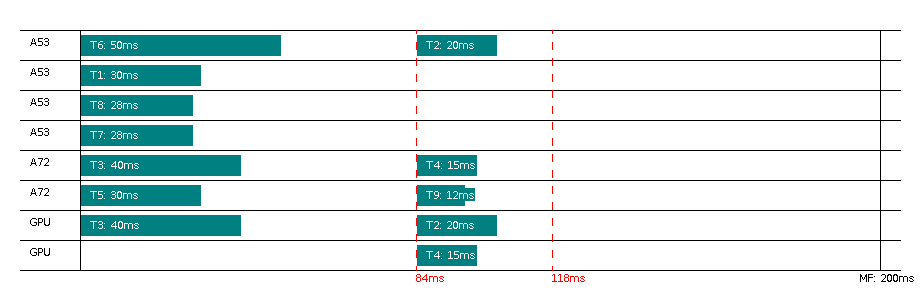 A53 T6: 50ms T2: 20ms
A53 T1: 30ms
A53 T8: 28ms
A53 T7: 28ms
A72 T3: 40ms T4: 15ms
A72 T5: 30ms T9: 12ms
GPU T3: 40ms T2: 20ms
GPU T4: 15ms
84ms 118ms MF: 200ms